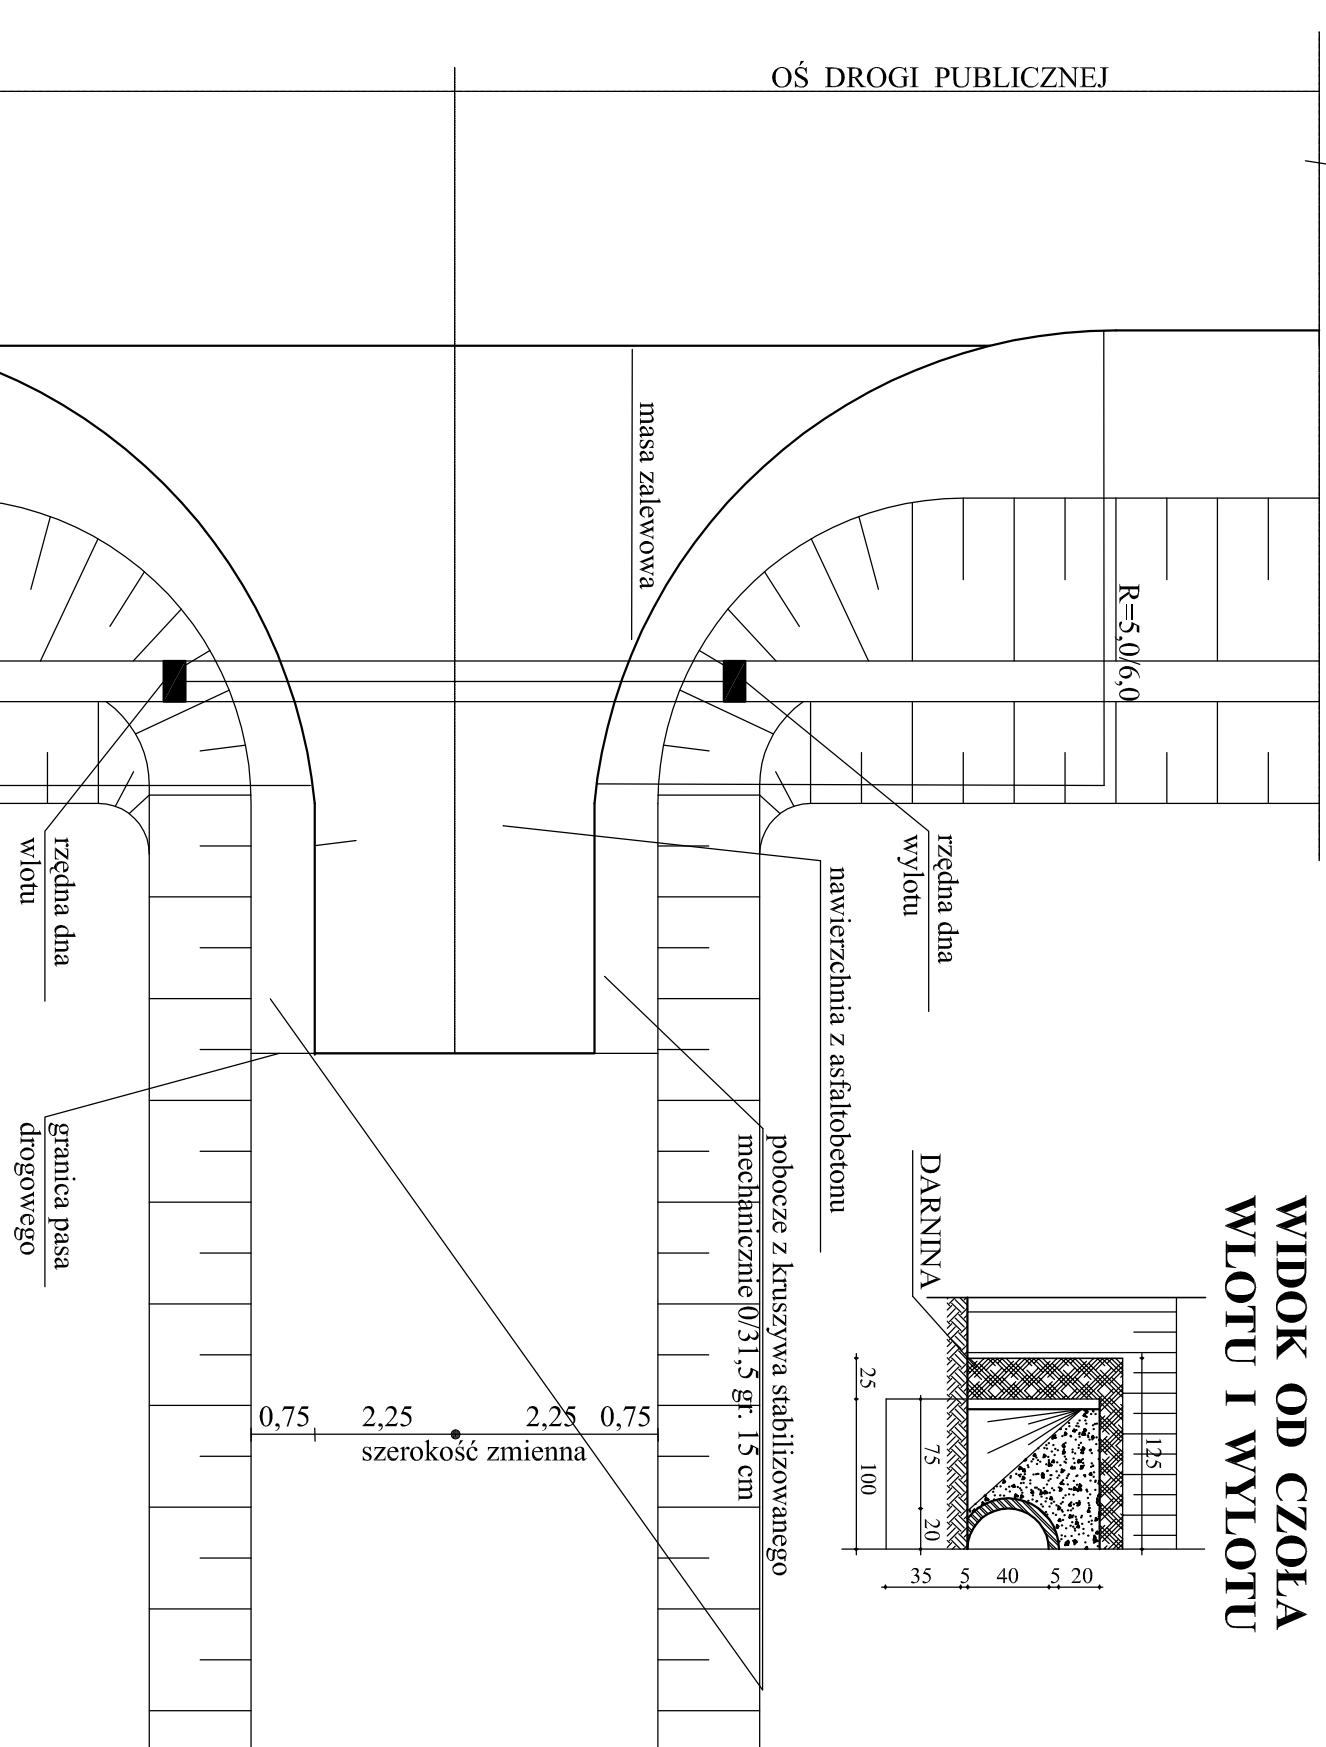 OŚ DROGI PUBLICZNEJ
masa zalewowa
R=5,0/6,0
rzędna dna
wlotu
rzędna dna
wylotu
nawierzchnia z asfaltobetonu
pobocze z kruszywa stabilizowanego
mechanicznie 0/31,5 gr. 15 cm
granica pasa
drogowego
0,75 2,25 2,25 0,75
szerokość zmienna
WIDOK OD CZOŁA
WLOTU I WYLOTU
DARNINA
125
25 100
75 20
35 5 40 5 20